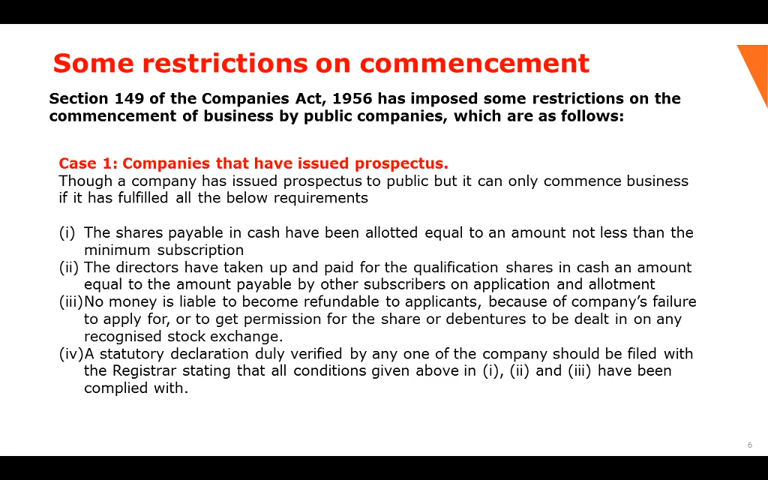 Some restrictions on commencement
Section 149 of the Companies Act, 1956 has imposed some restrictions on the
commencement of business by public companies, which are as follows:
Case 1: Companies that have issued prospectus.
Though a company has issued prospectus to public but it can only commence business
if it has fulfilled all the below requirements
(i) The shares payable in cash have been allotted equal to an amount not less than the
minimum subscription
(ii) The directors have taken up and paid for the qualification shares in cash an amount
equal to the amount payable by other subscribers on application and allotment
(iii)No money is liable to become refundable to applicants, because of company's failure
to apply for, or to get permission for the share or debentures to be dealt in on any
recognised stock exchange.
(iv)A statutory declaration duly verified by any one of the company should be filed with
the Registrar stating that all conditions given above in (i), (ii) and (iii) have been
complied with.
6